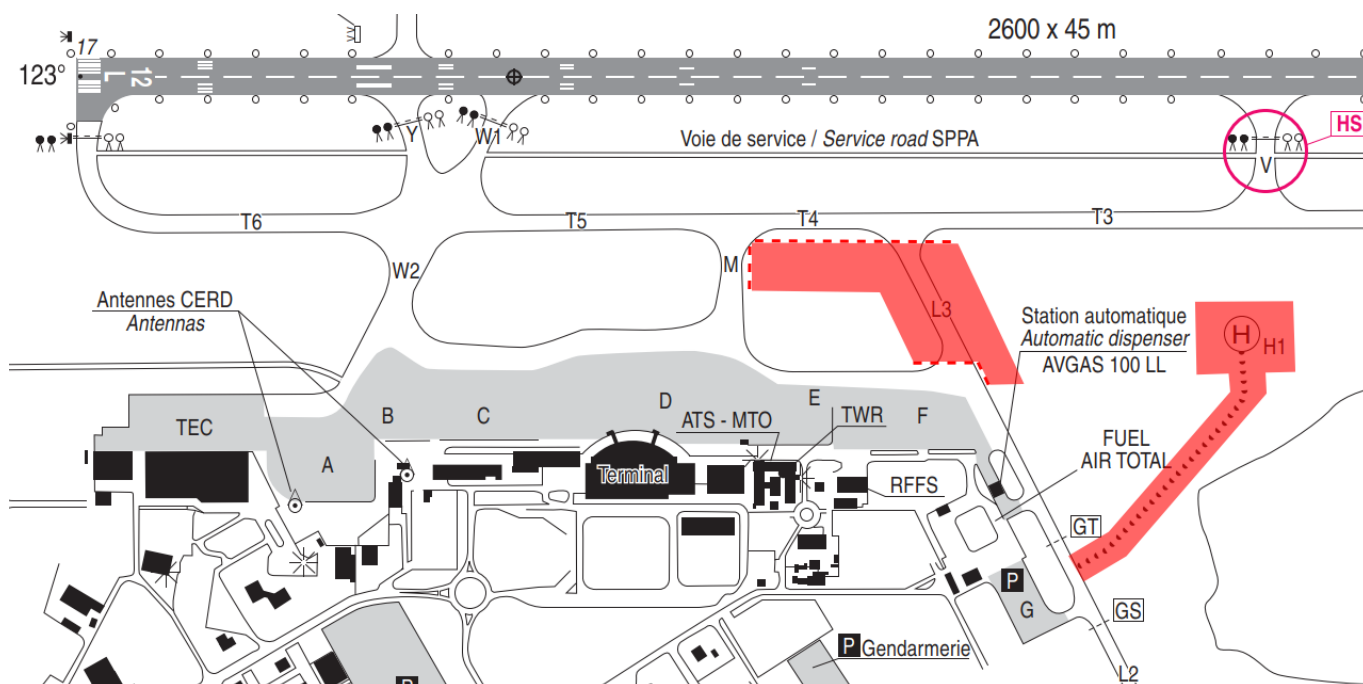 2600 x 45 m
17
123°
L
12
HS
Y
W1
Voie de service / Service road SPPA
V
T6
T5
T4
T3
W2
M
Antennes CERD
Antennas
L3
Station automatique
Automatic dispenser
AVGAS 100 LL
H
H1
TEC
A
B
C
D
E
F
ATS - MTO
TWR
Terminal
RFFS
FUEL
AIR TOTAL
GT
P
G
GS
P Gendarmerie
L2
P